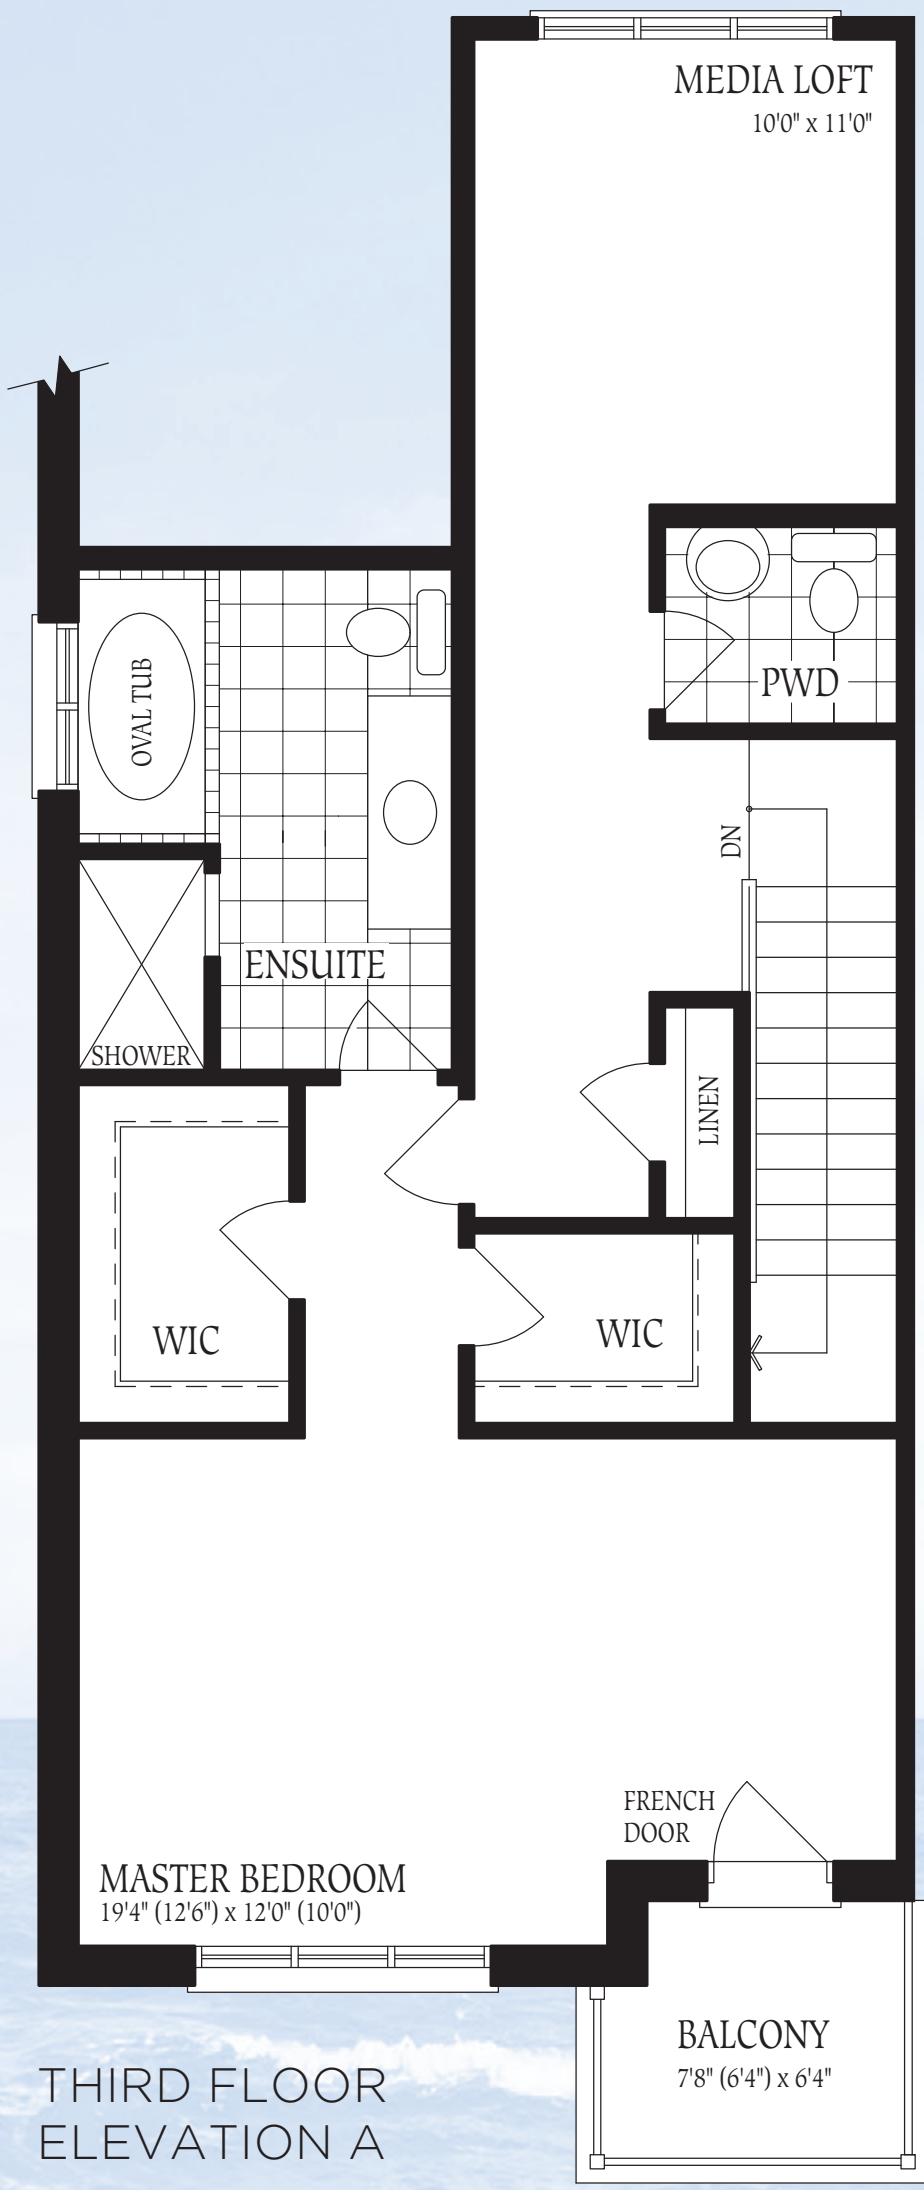 MEDIA LOFT
10'0" x 11'0"
OVAL TUB
PWD
DN
ENSUITE
SHOWER
LINEN
WIC
WIC
FRENCH
DOOR
MASTER BEDROOM
19'4" (12'6") x 12'0" (10'0")
BALCONY
7'8" (6'4") x 6'4"
THIRD FLOOR
ELEVATION A